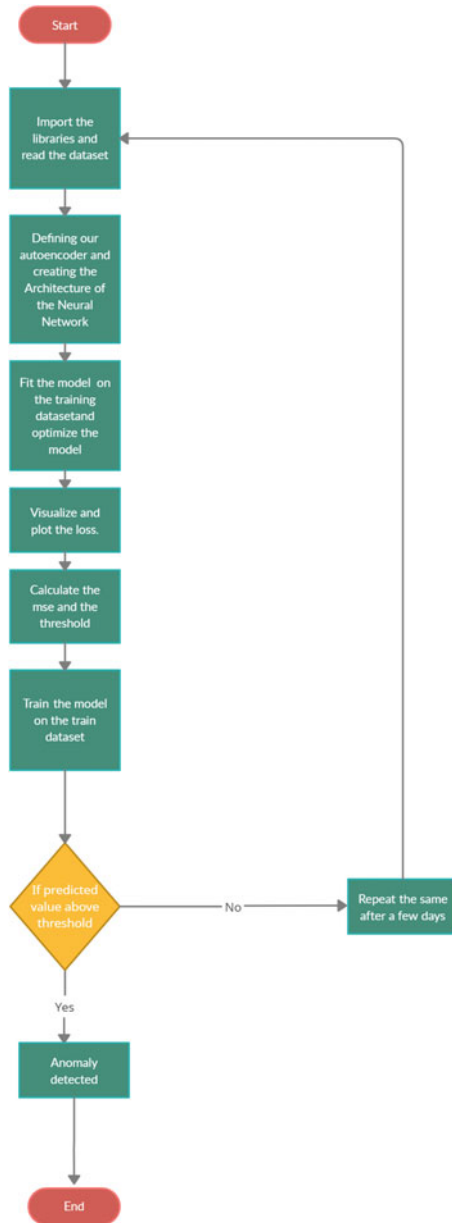 Start
Import the
libraries and
read the dataset
Defining our
autoencoder and
creating the
Architecture of
the Neural
Network
Fit the model on
the training
datasetand
optimize the
model
Visualize and
plot the loss.
Calculate the
mse and the
threshold
Train the model
on the train
dataset
If predicted
value above
threshold
No
Repeat the same
after a few days
Yes
Anomaly
detected
End